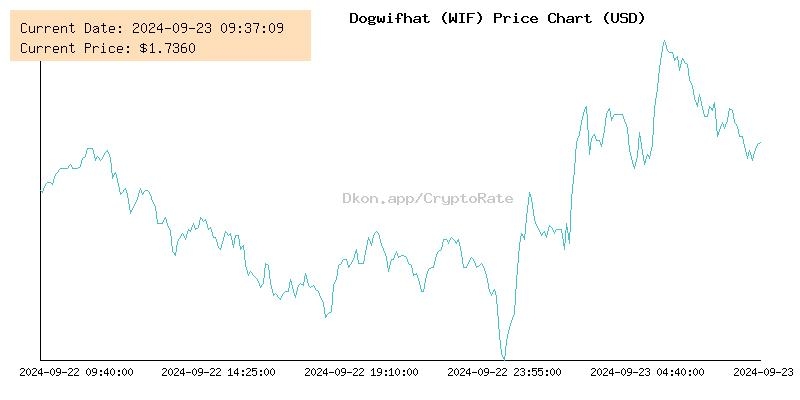 Dogwifhat (WIF) Price Chart (USD)
Current Date: 2024-09-23 09:37:09
Current Price: $1.7360
Dkon.app/CryptoRate
2024-09-22 09:40:00 2024-09-22 14:25:00 2024-09-22 19:10:00 2024-09-22 23:55:00 2024-09-23 04:40:00 2024-09-23